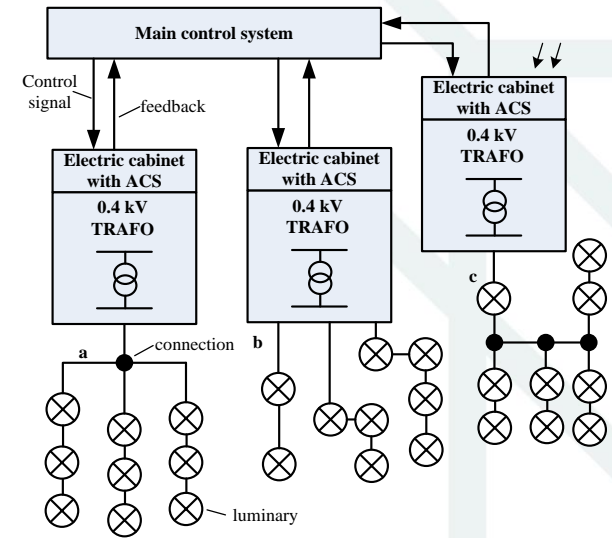 Main control system
Control
signal
feedback
Electric cabinet
with ACS
0.4 kV
TRAFO
Electric cabinet
with ACS
0.4 kV
TRAFO
Electric cabinet
with ACS
0.4 kV
TRAFO
a
connection
b
c
luminary